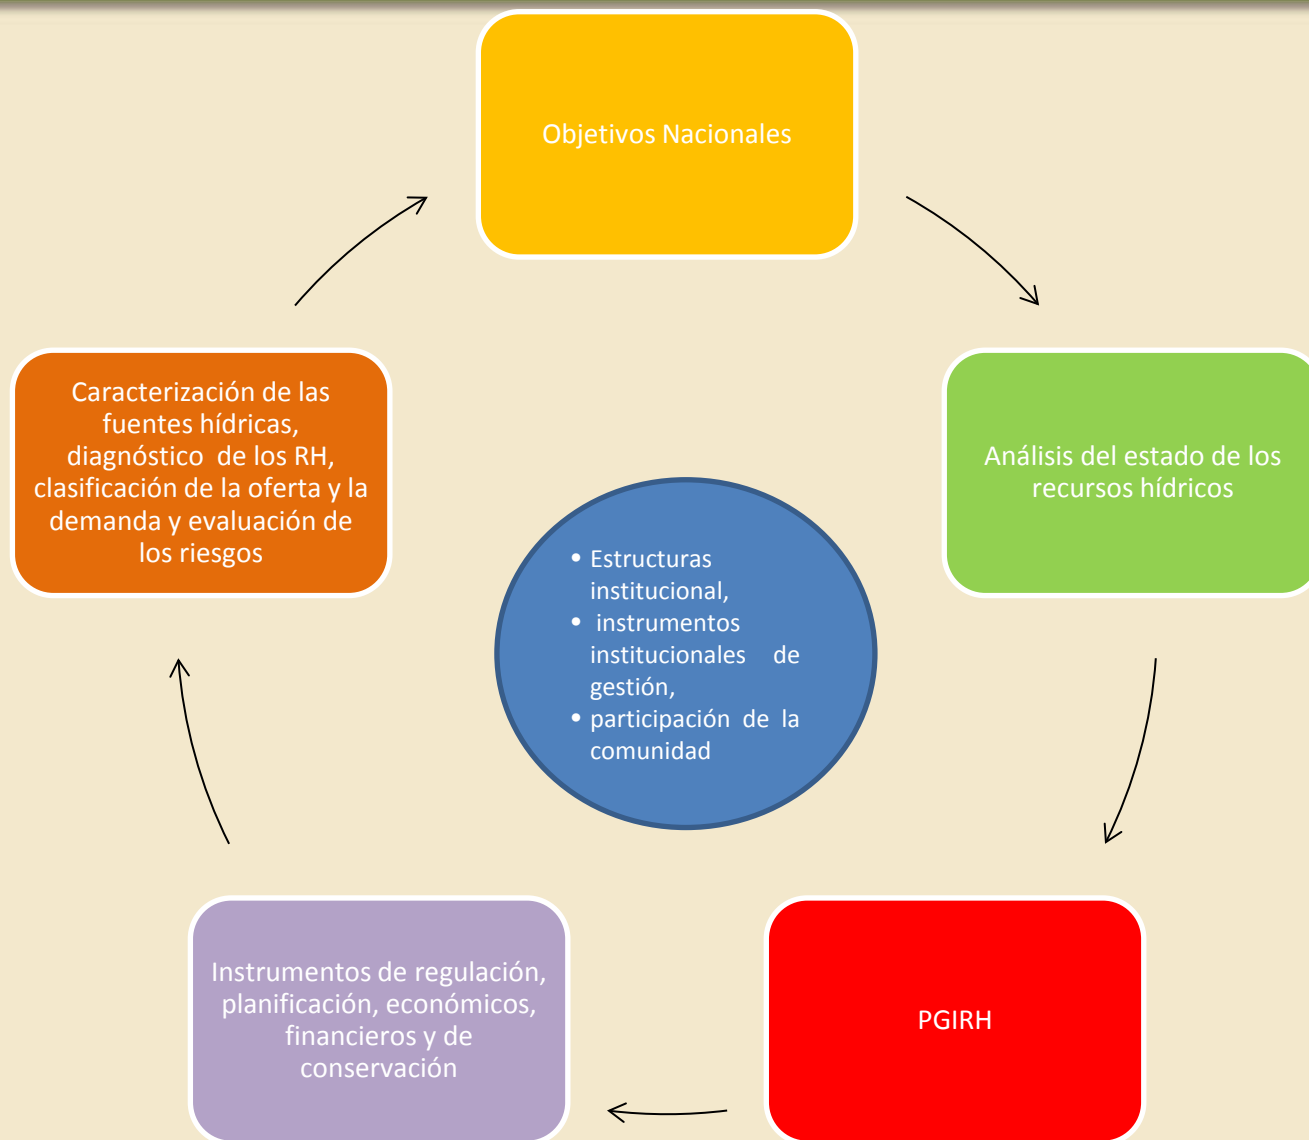 Objetivos Nacionales
Análisis del estado de los
recursos hídricos
PGIRH
Instrumentos de regulación,
planificación, económicos,
financieros y de
conservación
Caracterización de las
fuentes hídricas,
diagnóstico de los RH,
clasificación de la oferta y la
demanda y evaluación de
los riesgos
• Estructuras
institucional,
• instrumentos
institucionales de
gestión,
• participación de la
comunidad